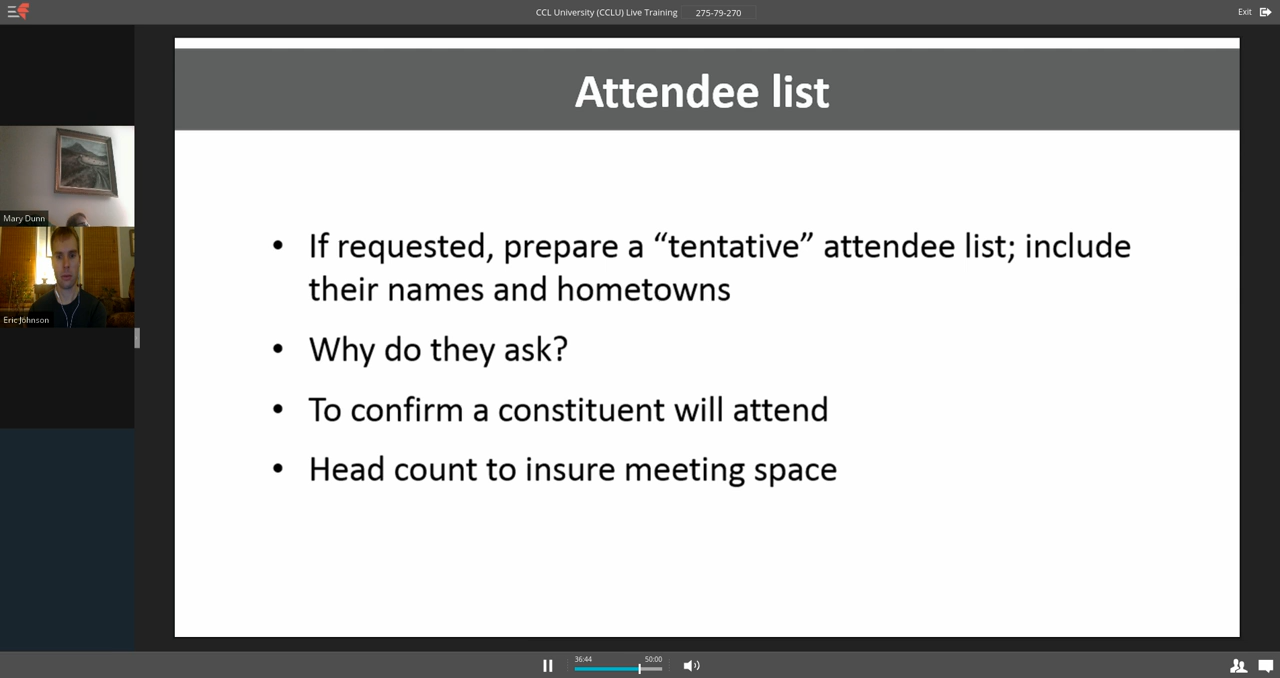 CCL University (CCLU) Live Training 275-79-270
Exit
Attendee list
Mary Dunn
Eric Johnson
• If requested, prepare a “tentative” attendee list; include
their names and hometowns
• Why do they ask?
• To confirm a constituent will attend
• Head count to insure meeting space
36:44 50:00